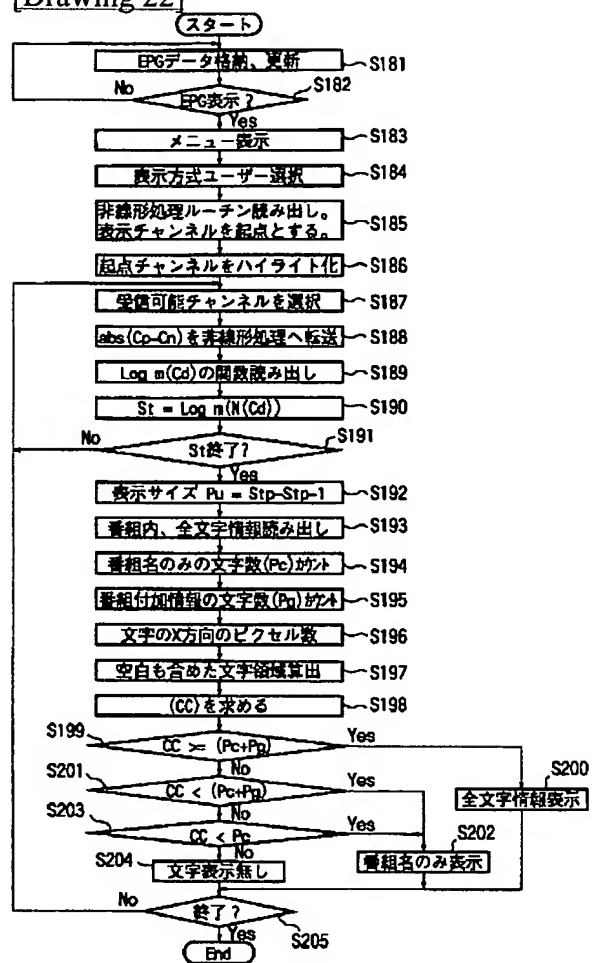 [Drawing 22]
スタート
EPGデータ格納、更新 S181
No EPG表示？ S182
Yes
メニュー表示 S183
表示方式ユーザー選択 S184
非線形処理ルーチン読み出し。
表示チャンネルを起点とする。 S185
起点チャンネルをハイライト化 S186
受信可能チャンネルを選択 S187
abs(Cp-Cn)を非線形処理へ転送 S188
Log m(Cd)の関数読み出し S189
St = Log m(N(Cd)) S190
No St終了? S191
Yes
表示サイズ Pu = Stp-Stp-1 S192
番組内、全文字情報読み出し S193
番組名のみの文字数(Pc)カウント S194
番組付加情報の文字数(Pg)カウント S195
文字のX方向のピクセル数 S196
空白も含めた文字領域算出 S197
(CC)を求める S198
S199 CC >= (Pc+Pg) Yes
No
S200
全文字情報表示
S201 CC < (Pc+Pg) Yes
No
S203 CC < Pc Yes
No
S202
番組名のみ表示
S204 文字表示無し
No 終了？ S205
Yes
End